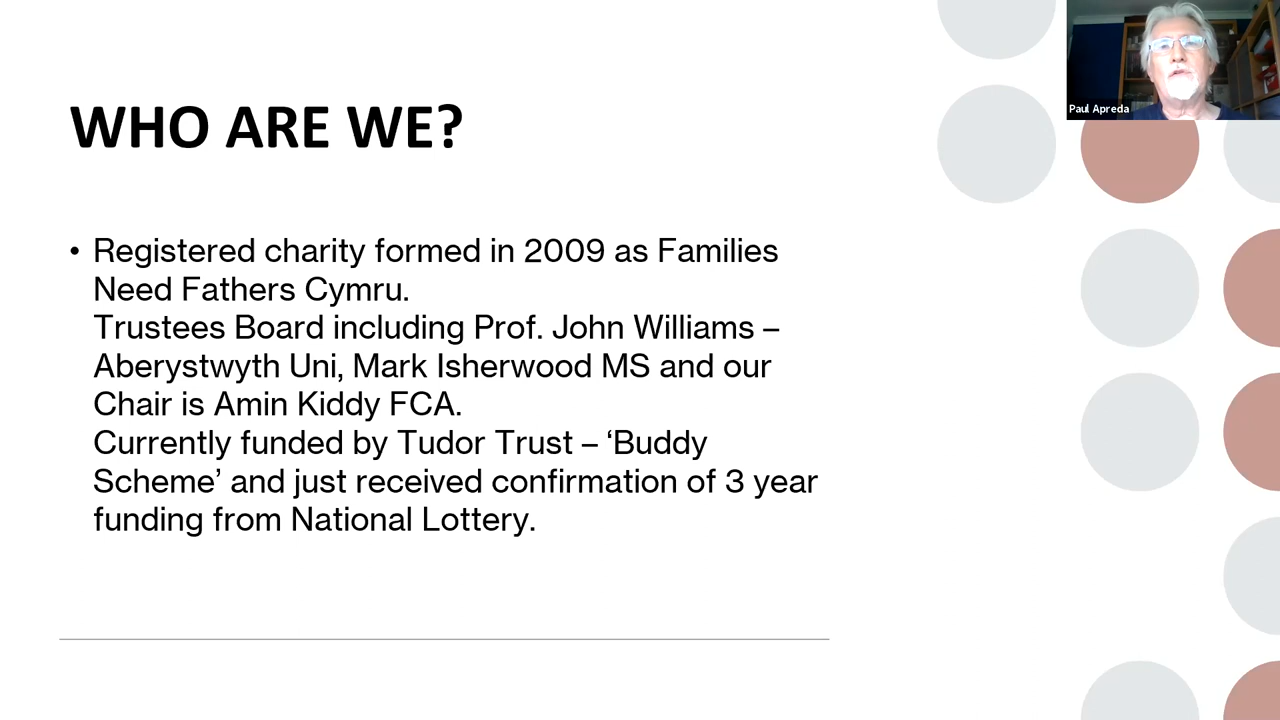 Paul Apreda
WHO ARE WE?
• Registered charity formed in 2009 as Families
Need Fathers Cymru.
Trustees Board including Prof. John Williams –
Aberystwyth Uni, Mark Isherwood MS and our
Chair is Amin Kiddy FCA.
Currently funded by Tudor Trust – ‘Buddy
Scheme’ and just received confirmation of 3 year
funding from National Lottery.